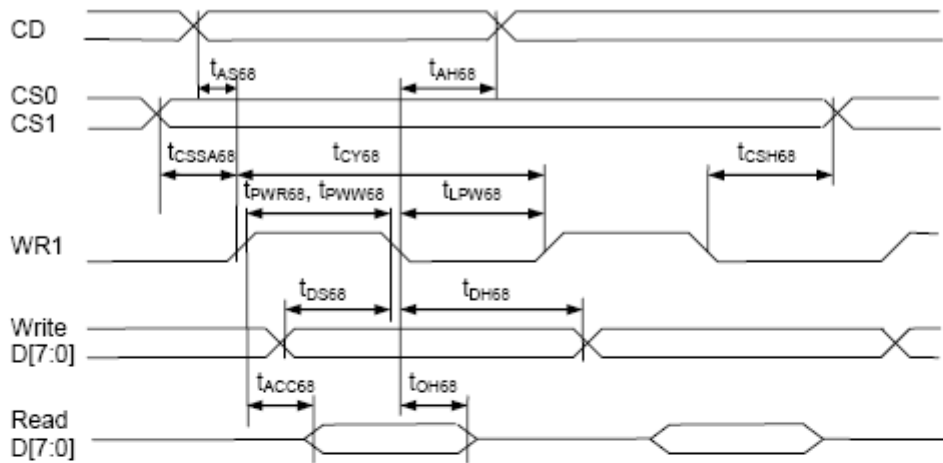 CD
tAS68
tAH68
CS0
CS1
tCSSA68
tCY68
tCSH68
tPWR68, tPWW68
tLPW68
WR1
tDS68
tDH68
Write
D[7:0]
tACC68
tOH68
Read
D[7:0]